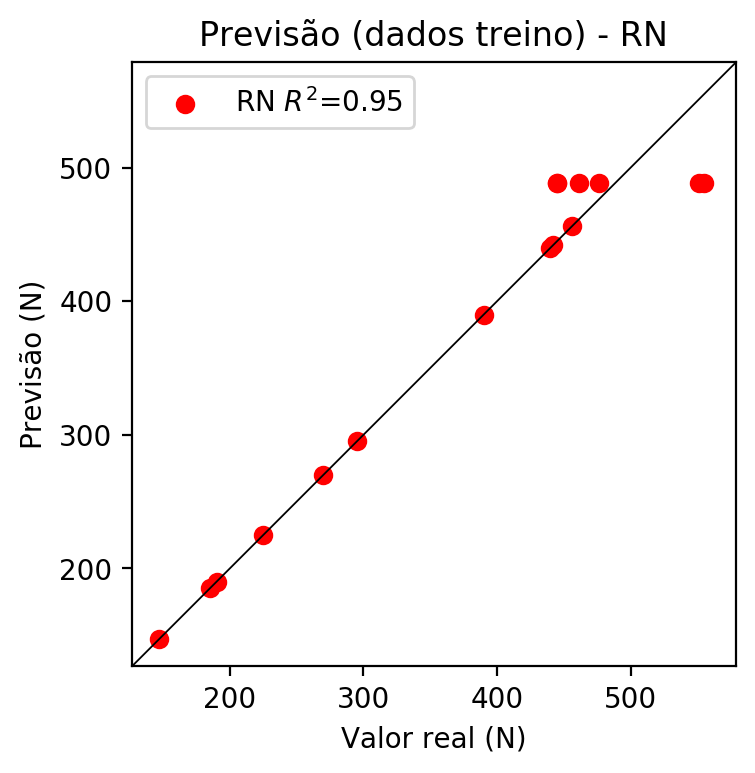 Previsão (dados treino) - RN
RN R²=0.95
500
400
300
200
Previsão (N)
200 300 400 500
Valor real (N)